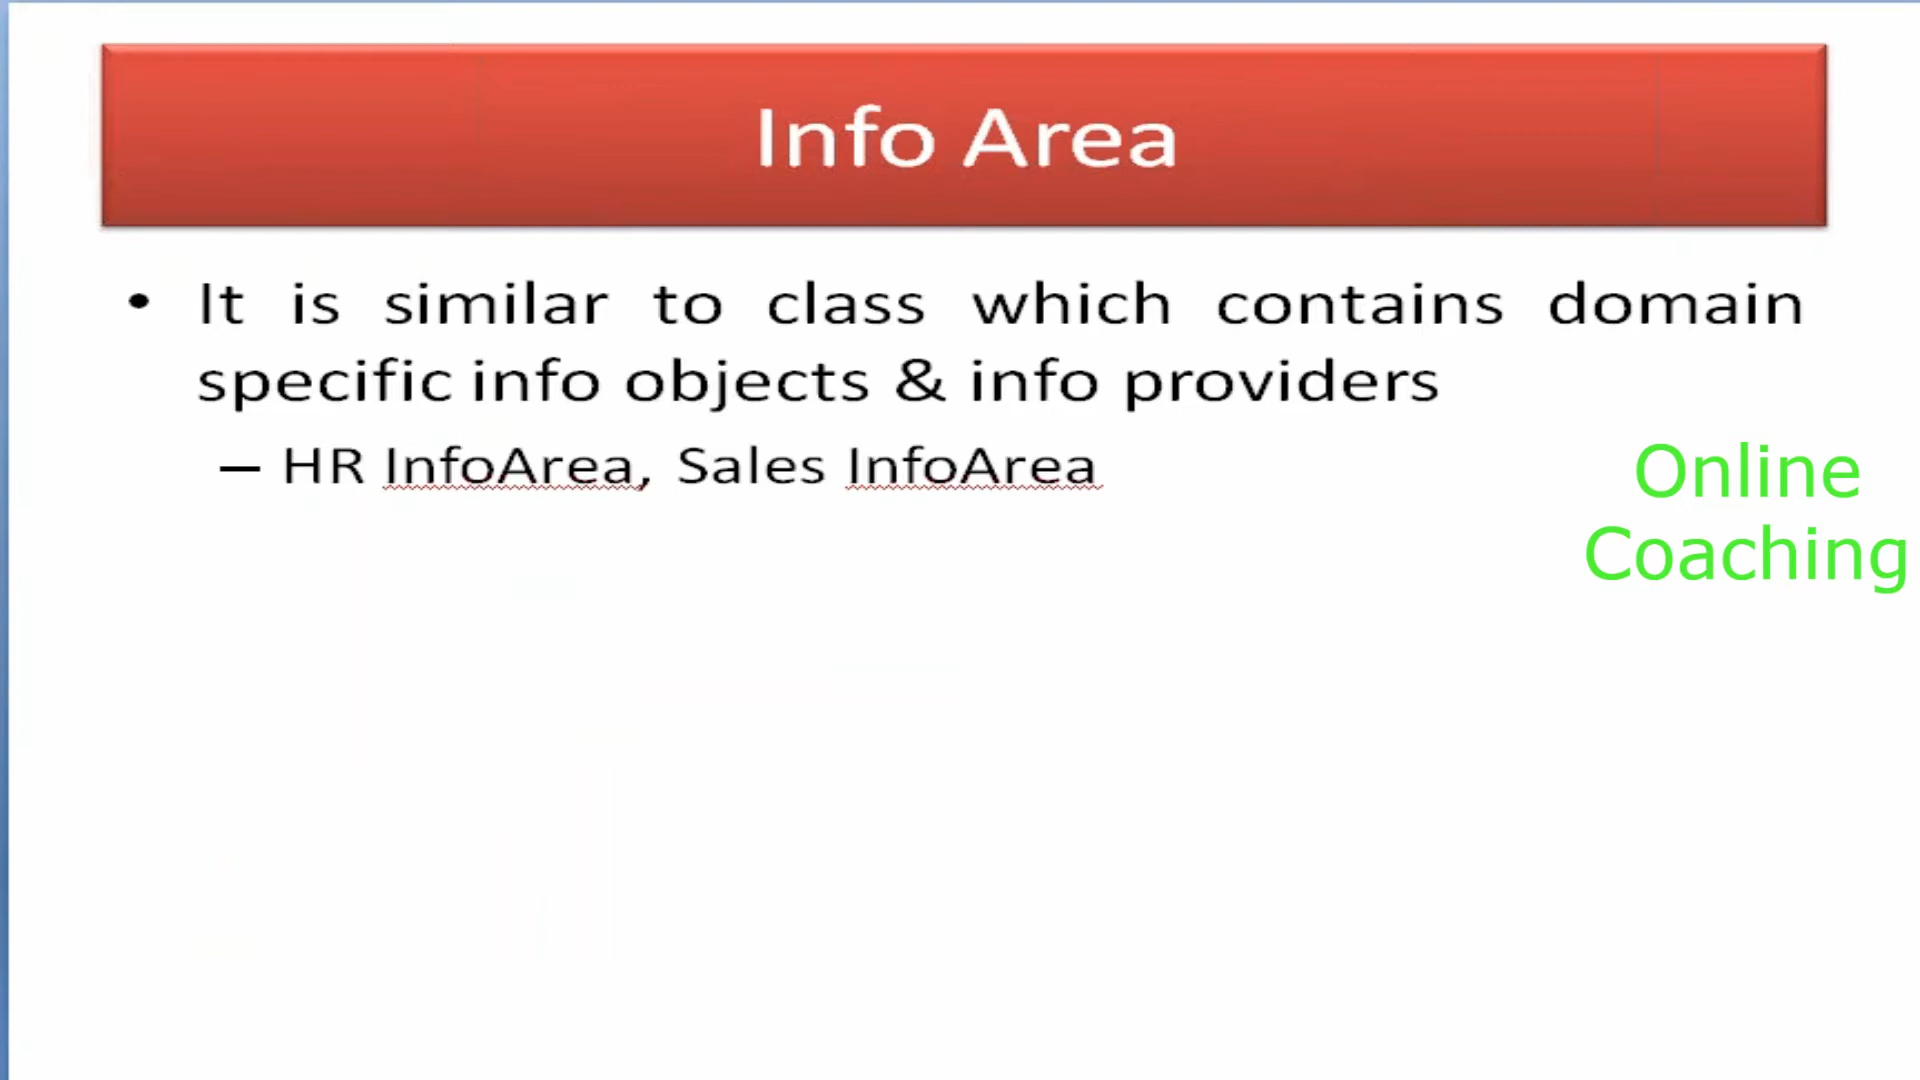 Info Area
• It is similar to class which contains domain
specific info objects & info providers
– HR InfoArea, Sales InfoArea
Online
Coaching